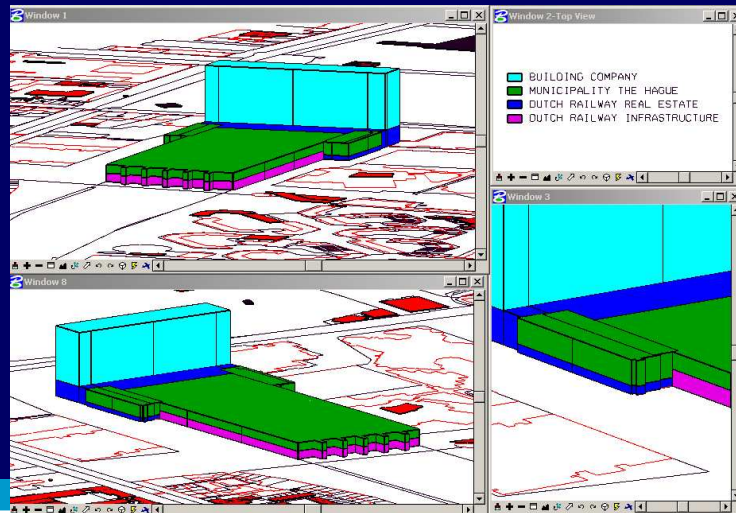 Window 1
Window 2-Top View
BUILDING COMPANY
MUNICIPALITY THE HAGUE
DUTCH RAILWAY REAL ESTATE
DUTCH RAILWAY INFRASTRUCTURE
Window 3
Window 8